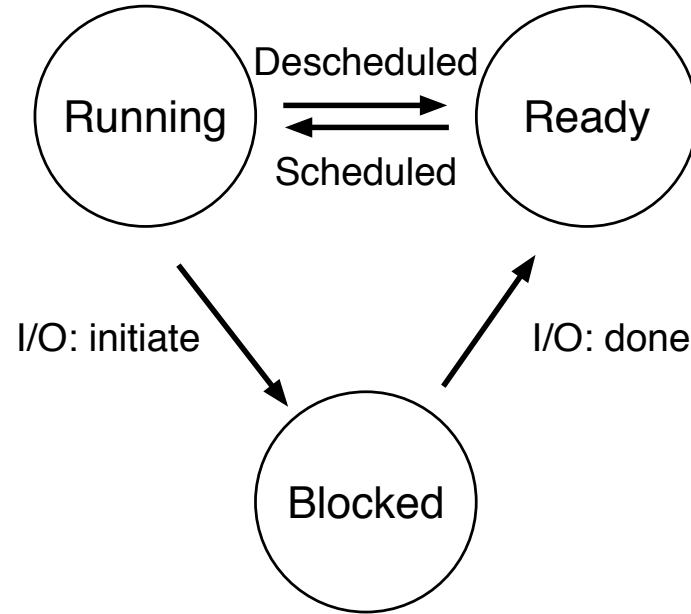 Descheduled
Running
Ready
Scheduled
I/O: initiate
I/O: done
Blocked